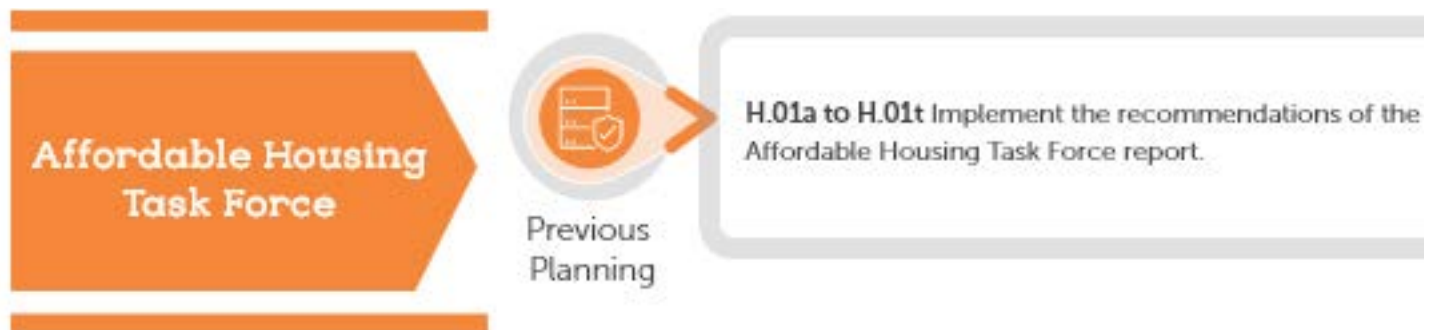 Affordable Housing
Task Force
Previous
Planning
H.01a to H.01t Implement the recommendations of the
Affordable Housing Task Force report.